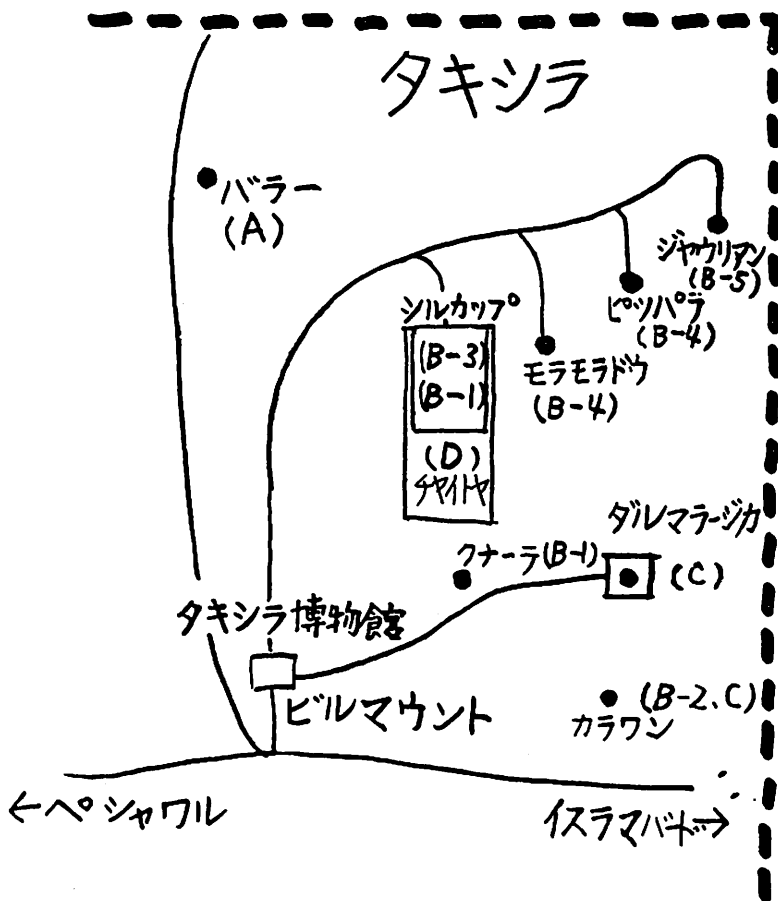 タキシラ
バラー
(A)
ジャウリアン
(B-5)
ピッパラ
(B-4)
シルカップ
(B-3)
(B-1)
モラモラドウ
(B-4)
(D)
チャイトヤ
ダルマラージカ
クナーラ(B-1)
(C)
タキシラ博物館
(B-2、C)
カラワン
ビルマウント
←ペシャワル
イスラマバード→